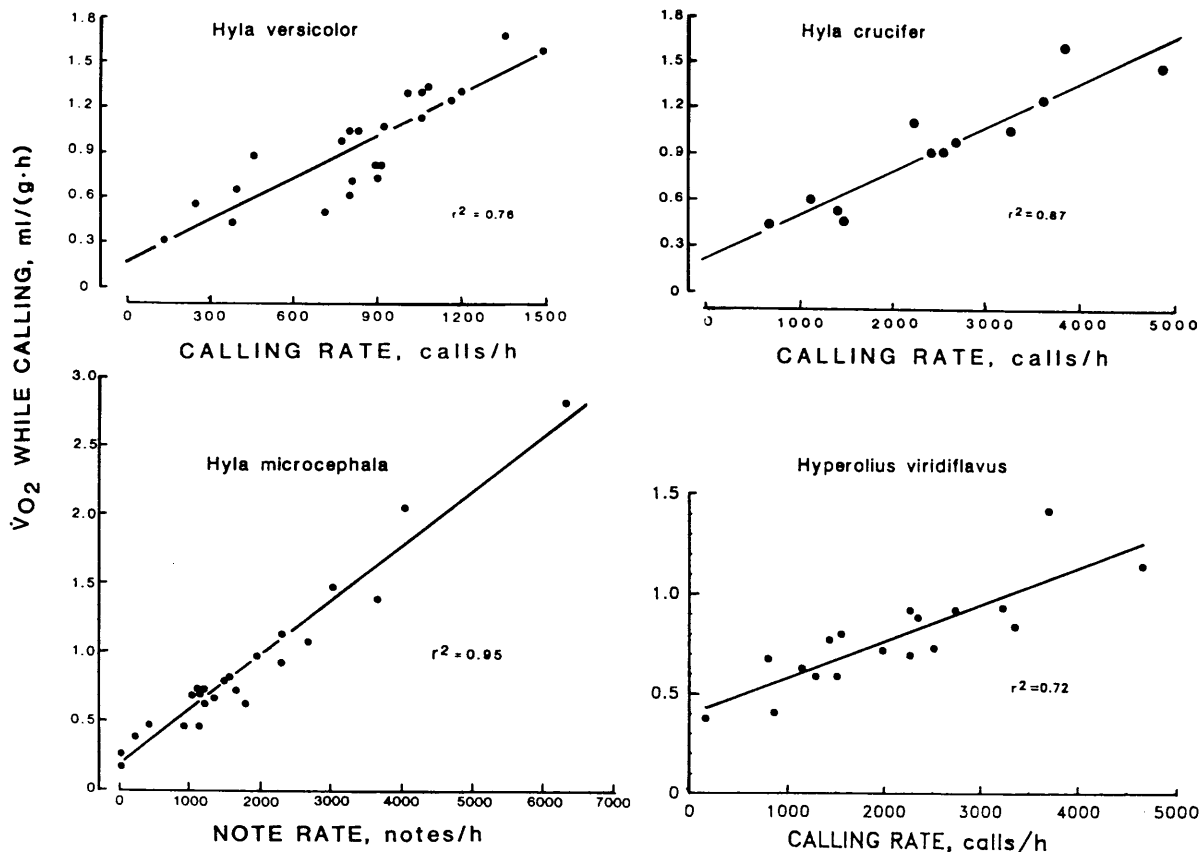 V̇O2 WHILE CALLING, ml/(g·h)
Hyla versicolor
1.8
1.5
1.2
0.9
0.6
0.3
0
r² = 0.76
0 300 600 900 1200 1500
CALLING RATE, calls/h
Hyla crucifer
1.8
1.5
1.2
0.9
0.6
0.3
0
r² = 0.87
0 1000 2000 3000 4000 5000
CALLING RATE, calls/h
Hyla microcephala
3.0
2.5
2.0
1.5
1.0
0.5
0
r² = 0.95
0 1000 2000 3000 4000 5000 6000 7000
NOTE RATE, notes/h
Hyperolius viridiflavus
1.5
1.0
0.5
0
r²=0.72
0 1000 2000 3000 4000 5000
CALLING RATE, calls/h